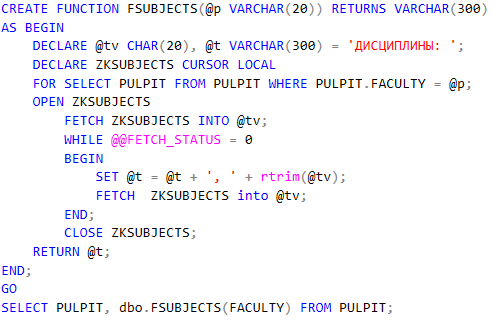 CREATE FUNCTION FSUBJECTS(@p VARCHAR(20)) RETURNS VARCHAR(300)
AS BEGIN
    DECLARE @tv CHAR(20), @t VARCHAR(300) = 'ДИСЦИПЛИНЫ: ';
    DECLARE ZKSUBJECTS CURSOR LOCAL
    FOR SELECT PULPIT FROM PULPIT WHERE PULPIT.FACULTY = @p;
    OPEN ZKSUBJECTS
        FETCH ZKSUBJECTS INTO @tv;
        WHILE @@FETCH_STATUS = 0
        BEGIN
            SET @t = @t + ', ' + rtrim(@tv);
            FETCH  ZKSUBJECTS into @tv;
        END;
        CLOSE ZKSUBJECTS;
    RETURN @t;
END;
GO
SELECT PULPIT, dbo.FSUBJECTS(FACULTY) FROM PULPIT;